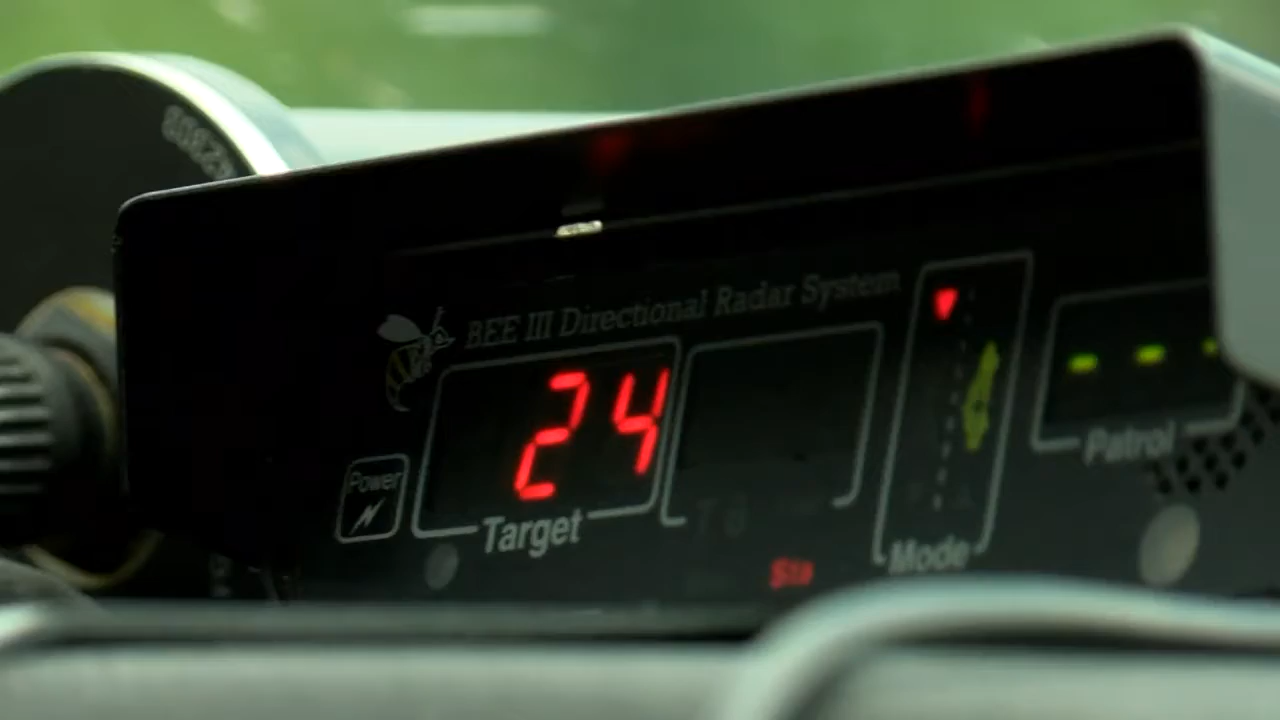 BEE III Directional Radar System
24
Power
Target
Sta
Mode
- - -
Patrol